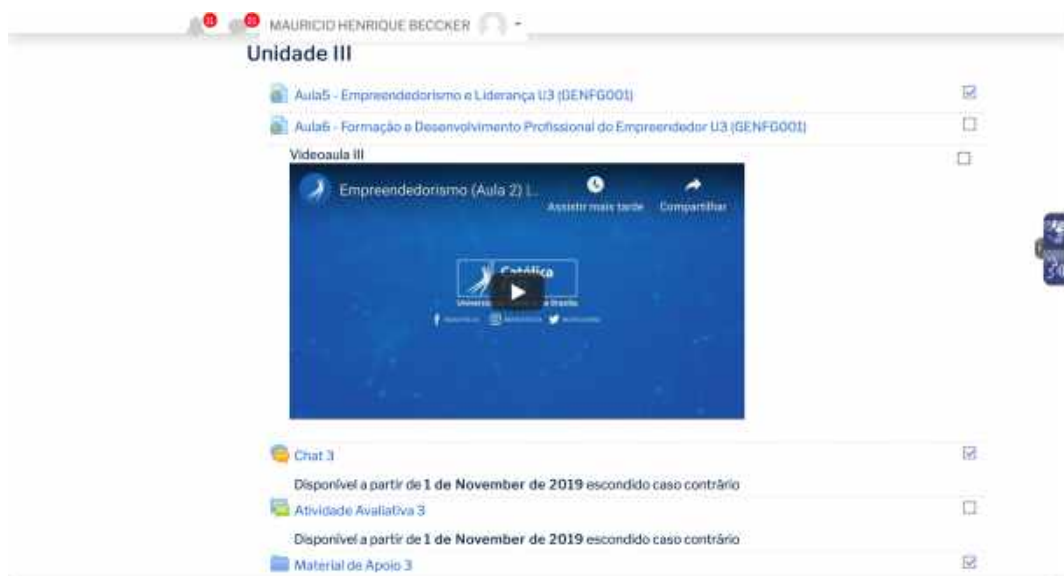 MAURICIO HENRIQUE BECCKER
Unidade III
Aula5 - Empreendedorismo e Liderança U3 (GENFG001)
Aula6 - Formação e Desenvolvimento Profissional do Empreendedor U3 (GENFG001)
Videoaula III
Empreendedorismo (Aula 2) |...
Assistir mais tarde Compartilhar
Católica
Chat 3
Disponível a partir de 1 de November de 2019 escondido caso contrário
Atividade Avaliativa 3
Disponível a partir de 1 de November de 2019 escondido caso contrário
Material de Apoio 3